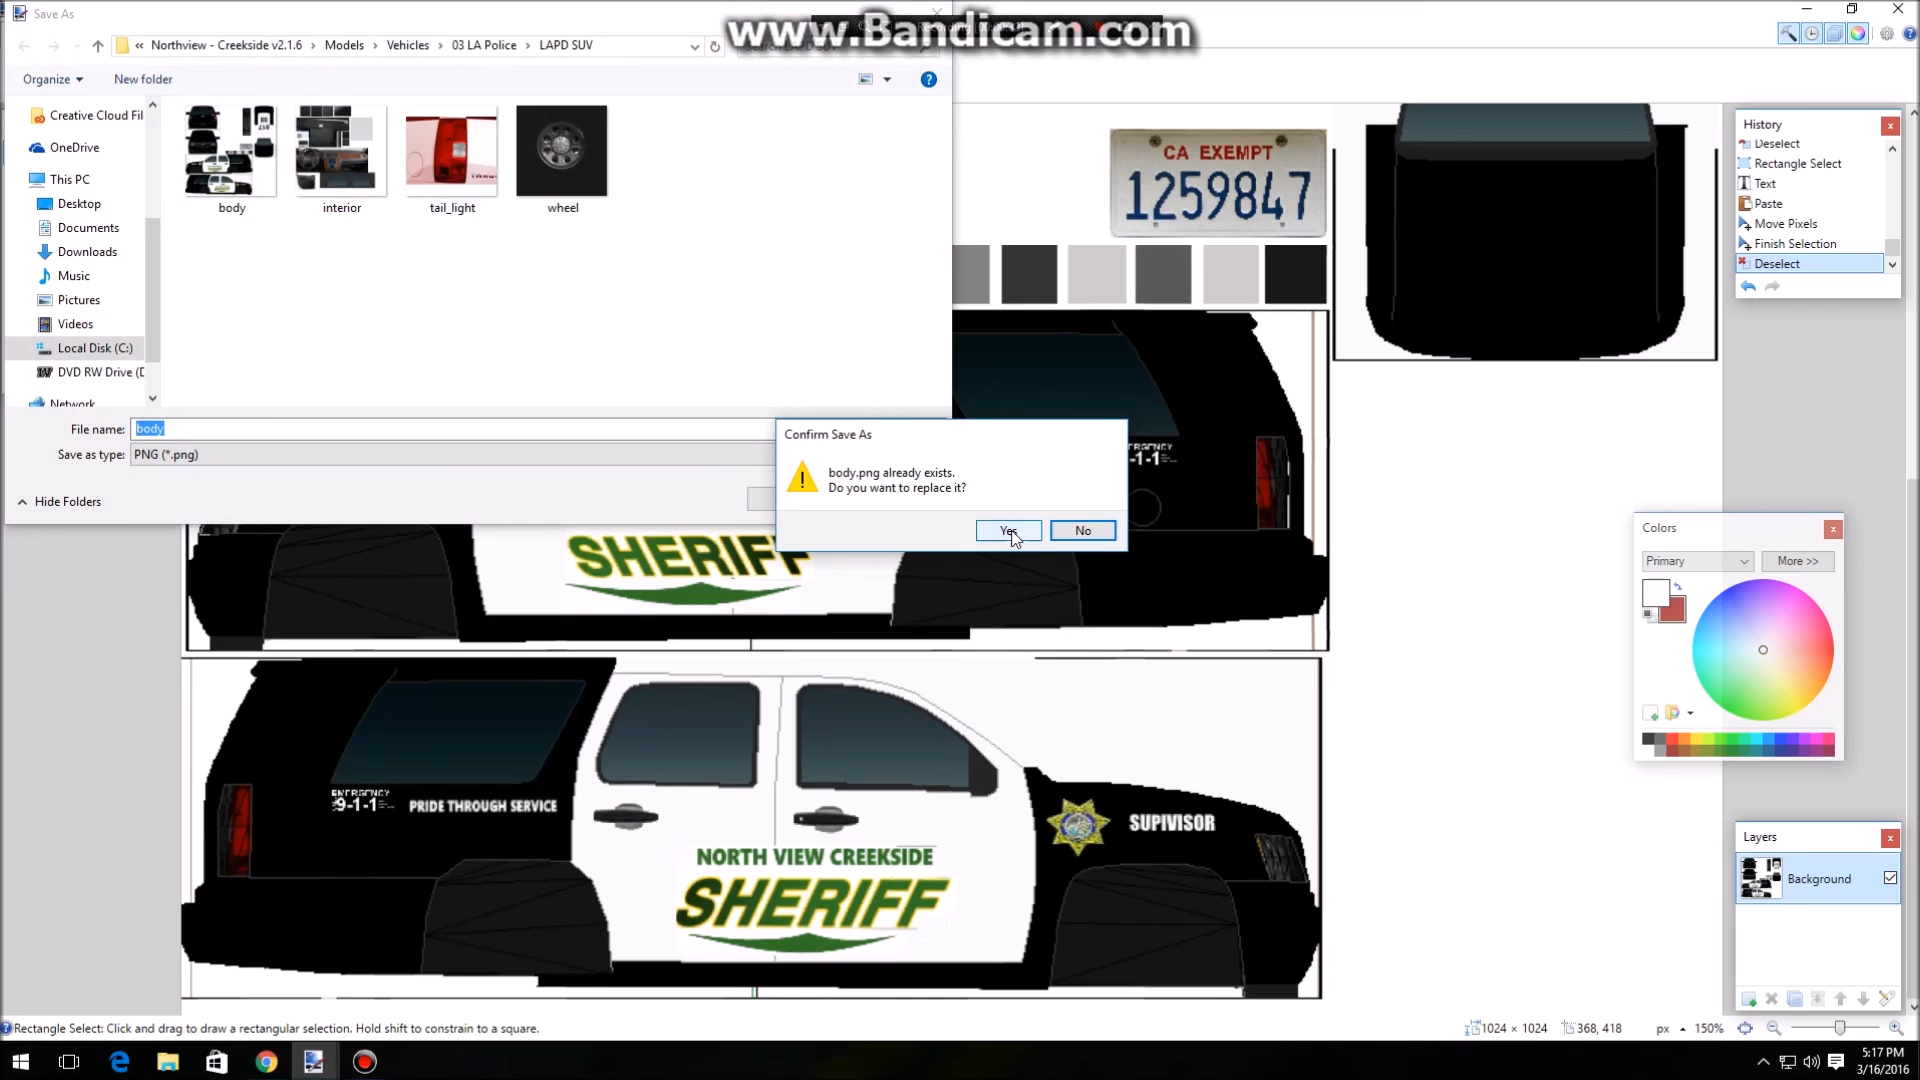 Save As
www.Bandicam.com
« Northview - Creekside v2.1.6 > Models > Vehicles > 03 LA Police > LAPD SUV
Organize
New folder
Creative Cloud Fil
OneDrive
This PC
Desktop
Documents
Downloads
Music
Pictures
Videos
Local Disk (C:)
DVD RW Drive (D
Network
body
interior
tail_light
wheel
File name: body
Save as type: PNG (*.png)
Hide Folders
Confirm Save As
body.png already exists.
Do you want to replace it?
Yes
No
CA EXEMPT
1259847
History
Deselect
Rectangle Select
Text
Paste
Move Pixels
Finish Selection
Deselect
-1-1-
SHERIFF
EMERGENCY
9-1-1
PRIDE THROUGH SERVICE
SUPIVISOR
NORTH VIEW CREEKSIDE
SHERIFF
Colors
Primary
More >>
Layers
Background
Rectangle Select: Click and drag to draw a rectangular selection. Hold shift to constrain to a square.
1024 × 1024
368, 418
px
150%
5:17 PM
3/16/2016